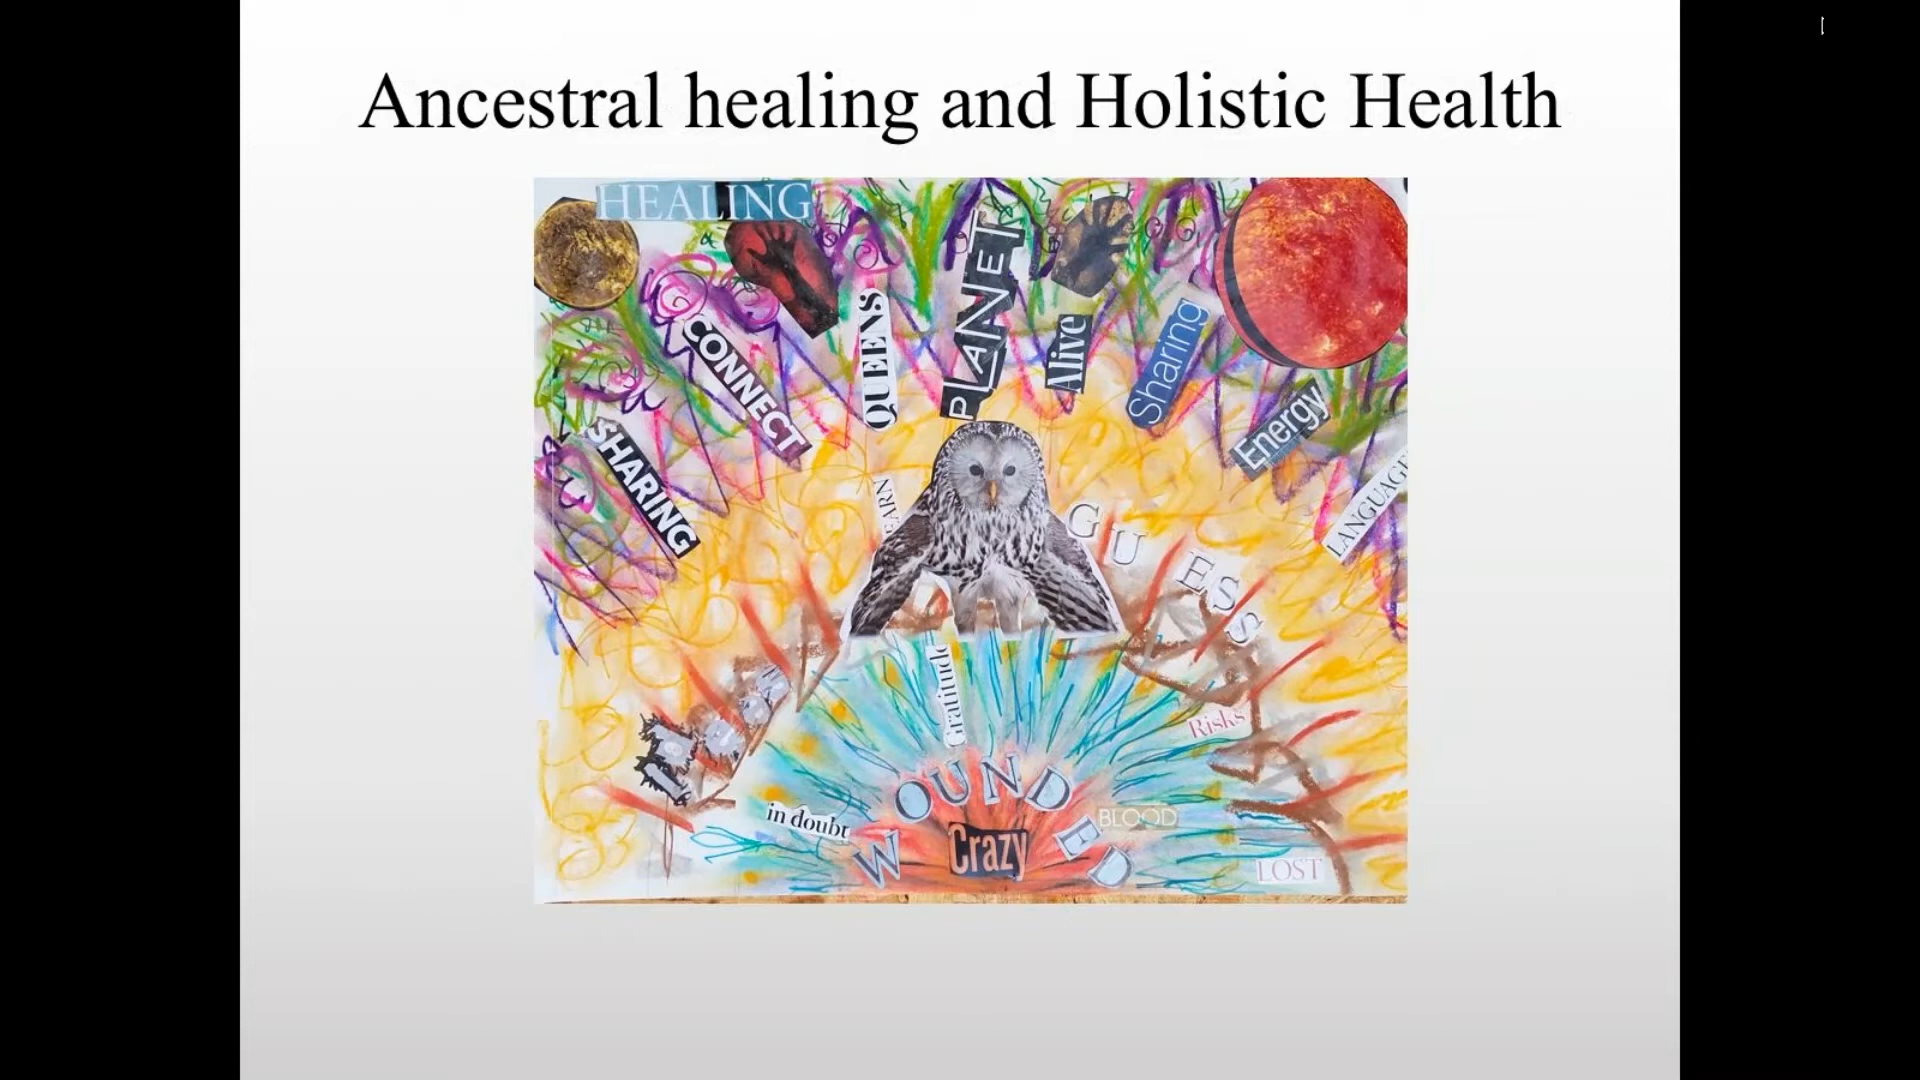 Ancestral healing and Holistic Health
HEALING
PLANET
QUEENS
Alive
Sharing
CONNECT
Energy
SHARING
LANGUAGE
GUESS
Gratitude
Risks
WOUNDED
in doubt
BLOOD
Crazy
LOST